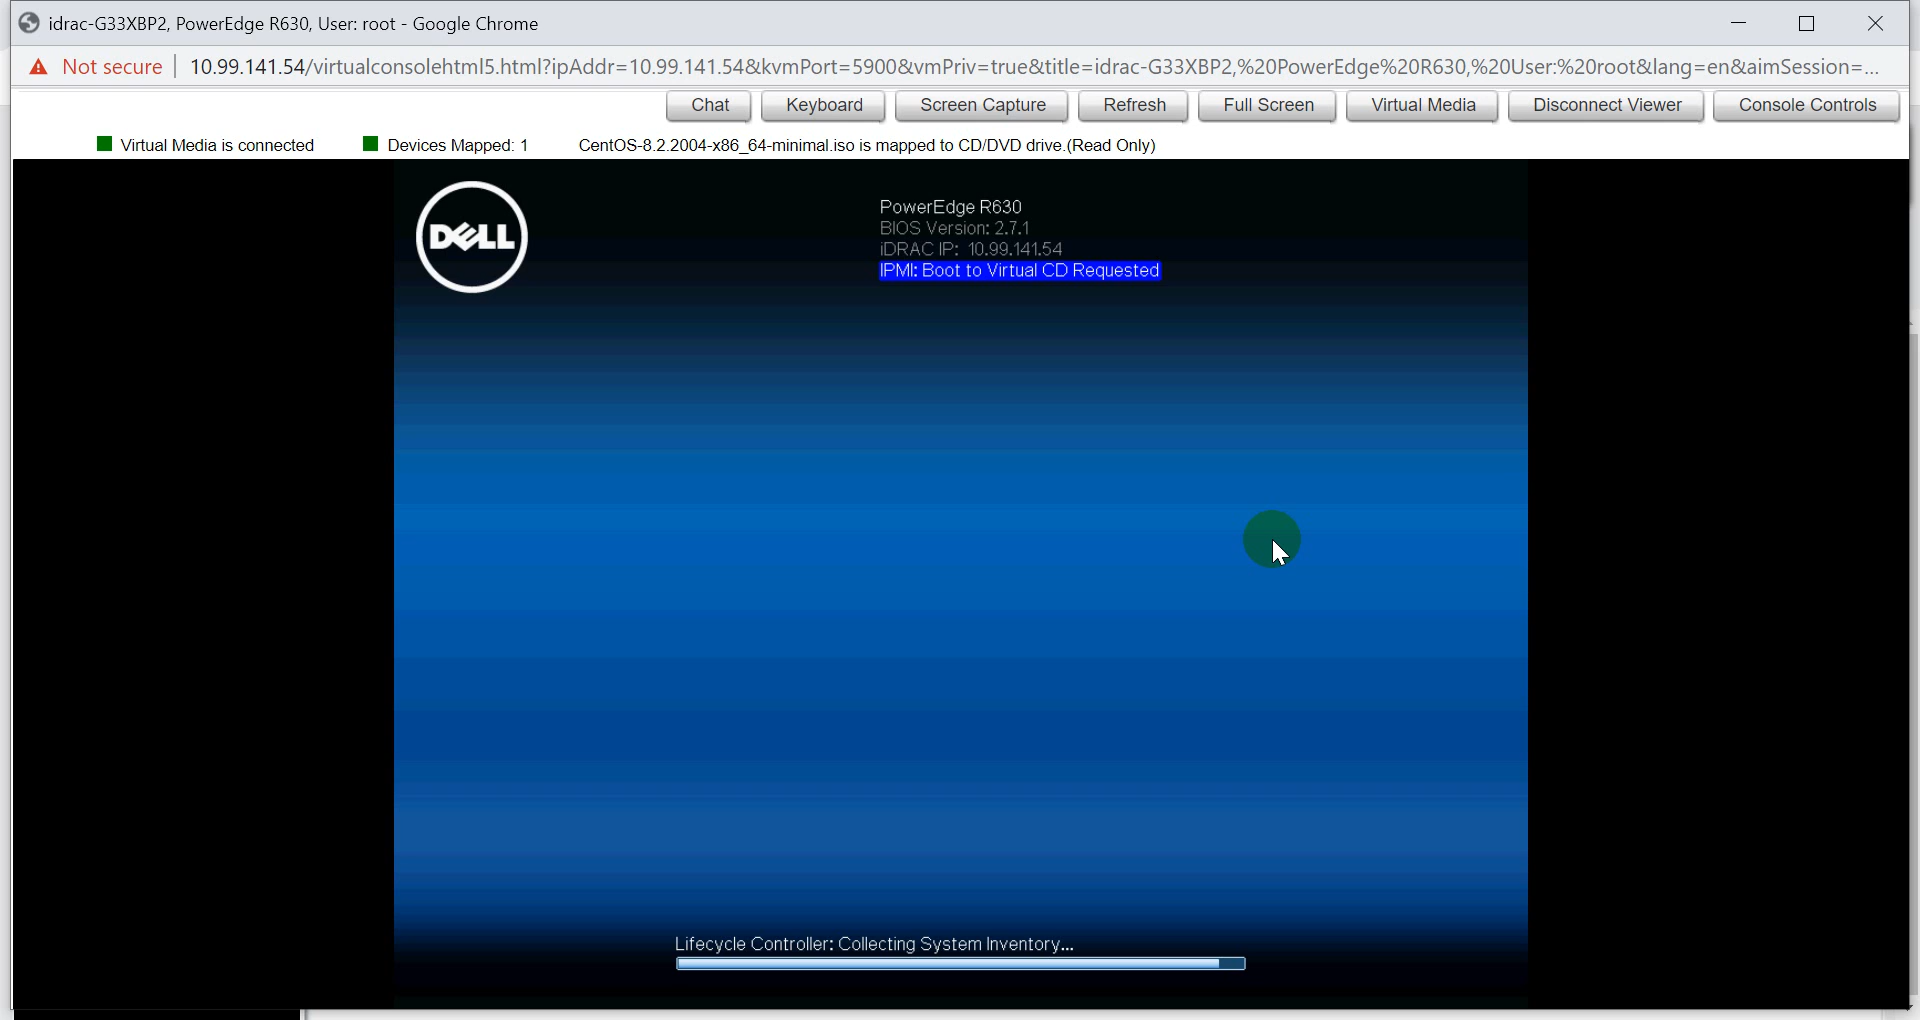 idrac-G33XBP2, PowerEdge R630, User: root - Google Chrome
Not secure 10.99.141.54/virtualconsolehtml5.html?ipAddr=10.99.141.54&kvmPort=5900&vmPriv=true&title=idrac-G33XBP2,%20PowerEdge%20R630,%20User:%20root&lang=en&aimSession=...
Chat Keyboard Screen Capture Refresh Full Screen Virtual Media Disconnect Viewer Console Controls
Virtual Media is connected Devices Mapped: 1 CentOS-8.2.2004-x86_64-minimal.iso is mapped to CD/DVD drive.(Read Only)
DELL
PowerEdge R630
BIOS Version: 2.7.1
iDRAC IP: 10.99.141.54
IPMI: Boot to Virtual CD Requested
Lifecycle Controller: Collecting System Inventory...